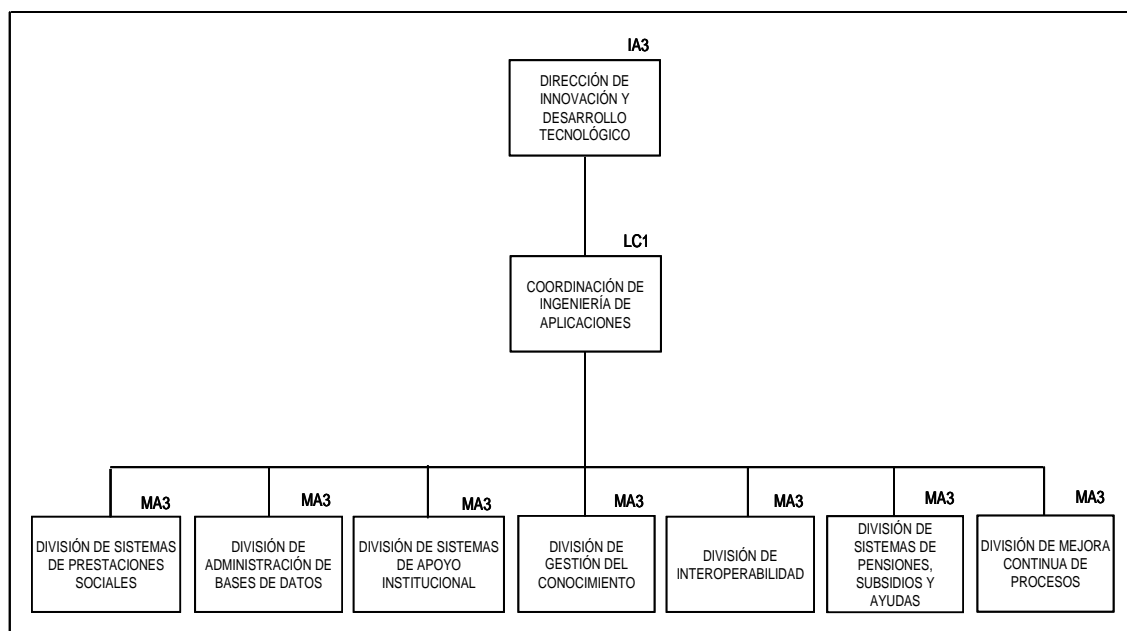 IA3
DIRECCIÓN DE
INNOVACIÓN Y
DESARROLLO
TECNOLÓGICO
LC1
COORDINACIÓN DE
INGENIERÍA DE
APLICACIONES
MA3
DIVISIÓN DE SISTEMAS
DE PRESTACIONES
SOCIALES
MA3
DIVISIÓN DE
ADMINISTRACIÓN DE
BASES DE DATOS
MA3
DIVISIÓN DE SISTEMAS
DE APOYO
INSTITUCIONAL
MA3
DIVISIÓN DE
GESTIÓN DEL
CONOCIMIENTO
MA3
DIVISIÓN DE
INTEROPERABILIDAD
MA3
DIVISIÓN DE
SISTEMAS DE
PENSIONES,
SUBSIDIOS Y
AYUDAS
MA3
DIVISIÓN DE MEJORA
CONTINUA DE
PROCESOS